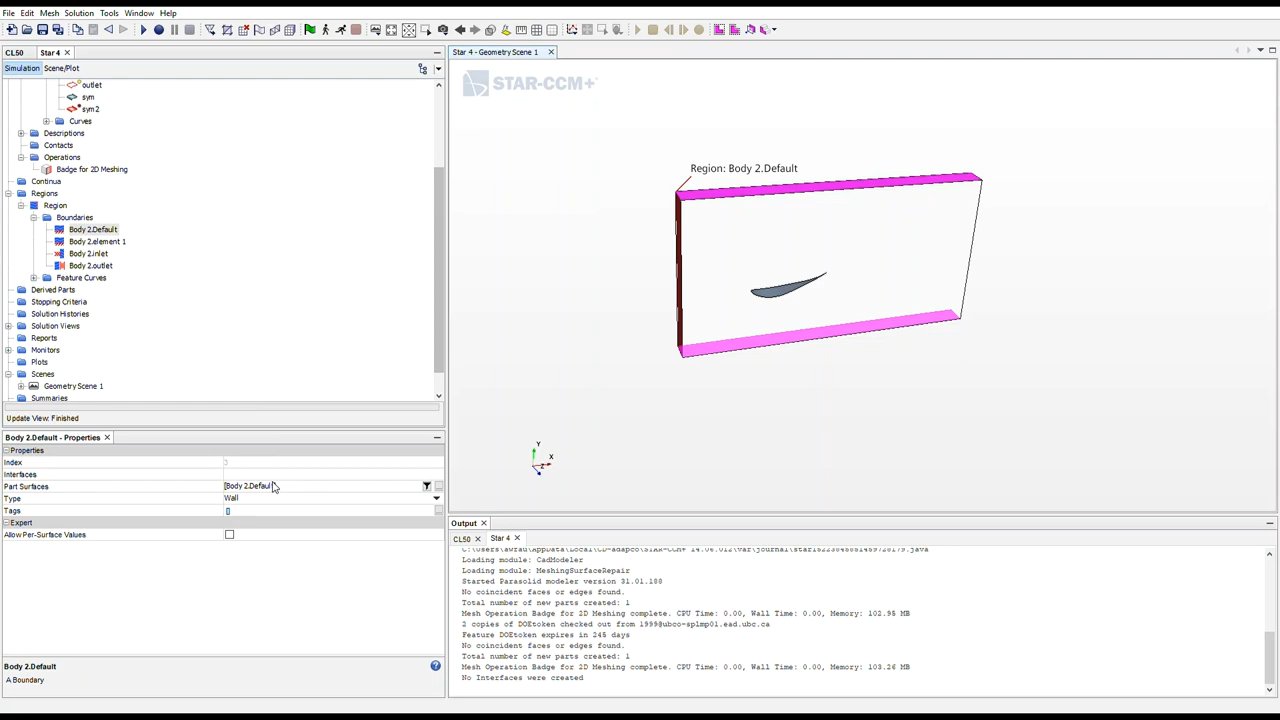 File Edit Mesh Solution Tools Window Help
CL50 Star 4
Simulation Scene/Plot
outlet
sym
sym2
Curves
Descriptions
Contacts
Operations
Badge for 2D Meshing
Continua
Regions
Region
Boundaries
Body 2.Default
Body 2.element 1
Body 2.inlet
Body 2.outlet
Feature Curves
Derived Parts
Stopping Criteria
Solution Histories
Solution Views
Reports
Monitors
Plots
Scenes
Geometry Scene 1
Summaries
Update View: Finished
Body 2.Default - Properties
Properties
Index 3
Interfaces
Part Surfaces [Body 2.Defaul
Type Wall
Tags []
Expert
Allow Per-Surface Values
Body 2.Default
A Boundary
Star 4 - Geometry Scene 1
STAR-CCM+
Region: Body 2.Default
Y
X
Z
Output
CL50 Star 4
Loading module: CadModeler
Loading module: MeshingSurfaceRepair
Started Parasolid modeler version 31.01.188
No coincident faces or edges found.
Total number of new parts created: 1
Mesh Operation Badge for 2D Meshing complete. CPU Time: 0.00, Wall Time: 0.00, Memory: 102.95 MB
2 copies of DOEtoken checked out from 1999@ubco-splmp01.ead.ubc.ca
Feature DOEtoken expires in 245 days
No coincident faces or edges found.
Total number of new parts created: 1
Mesh Operation Badge for 2D Meshing complete. CPU Time: 0.00, Wall Time: 0.00, Memory: 103.26 MB
No Interfaces were created